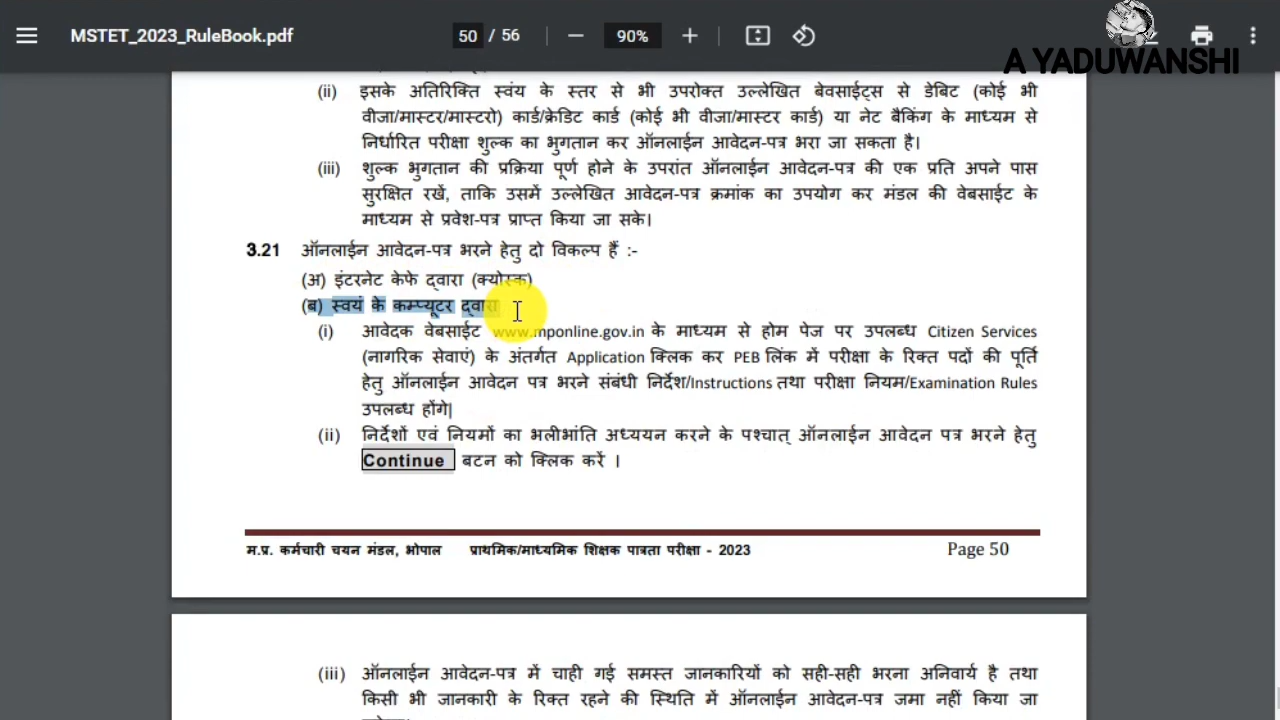 MSTET_2023_RuleBook.pdf
50 / 56
90%
A YADUWANSHI
(ii) इसके अतिरिक्ति स्वंय के स्तर से भी उपरोक्त उल्लेखित बेवसाईट्स से डेबिट (कोई भी
वीजा/मास्टर/मास्टरो) कार्ड/क्रेडिट कार्ड (कोई भी वीजा/मास्टर कार्ड) या नेट बैकिंग के माध्यम से
निर्धारित परीक्षा शुल्क का भुगतान कर ऑनलाईन आवेदन-पत्र भरा जा सकता है।
(iii) शुल्क भुगतान की प्रक्रिया पूर्ण होने के उपरांत ऑनलाईन आवेदन-पत्र की एक प्रति अपने पास
सुरक्षित रखें, ताकि उसमें उल्लेखित आवेदन-पत्र क्रमांक का उपयोग कर मंडल की वेबसाईट के
माध्यम से प्रवेश-पत्र प्राप्त किया जा सके।
3.21 ऑनलाईन आवेदन-पत्र भरने हेतु दो विकल्प हैं :-
(अ) इंटरनेट केफे द्वारा (क्योस्क)
(ब) स्वयं के कम्प्यूटर द्वारा
(i) आवेदक वेबसाईट www.mponline.gov.in के माध्यम से होम पेज पर उपलब्ध Citizen Services
(नागरिक सेवाएं) के अंतर्गत Application क्लिक कर PEB लिंक में परीक्षा के रिक्त पदों की पूर्ति
हेतु ऑनलाईन आवेदन पत्र भरने संबंधी निर्देश/Instructions तथा परीक्षा नियम/Examination Rules
उपलब्ध होंगे|
(ii) निर्देशों एवं नियमों का भलीभांति अध्ययन करने के पश्चात् ऑनलाईन आवेदन पत्र भरने हेतु
Continue बटन को क्लिक करें ।
म.प्र. कर्मचारी चयन मंडल, भोपाल प्राथमिक/माध्यमिक शिक्षक पात्रता परीक्षा - 2023 Page 50
(iii) ऑनलाईन आवेदन-पत्र में चाही गई समस्त जानकारियों को सही-सही भरना अनिवार्य है तथा
किसी भी जानकारी के रिक्त रहने की स्थिति में ऑनलाईन आवेदन-पत्र जमा नहीं किया जा